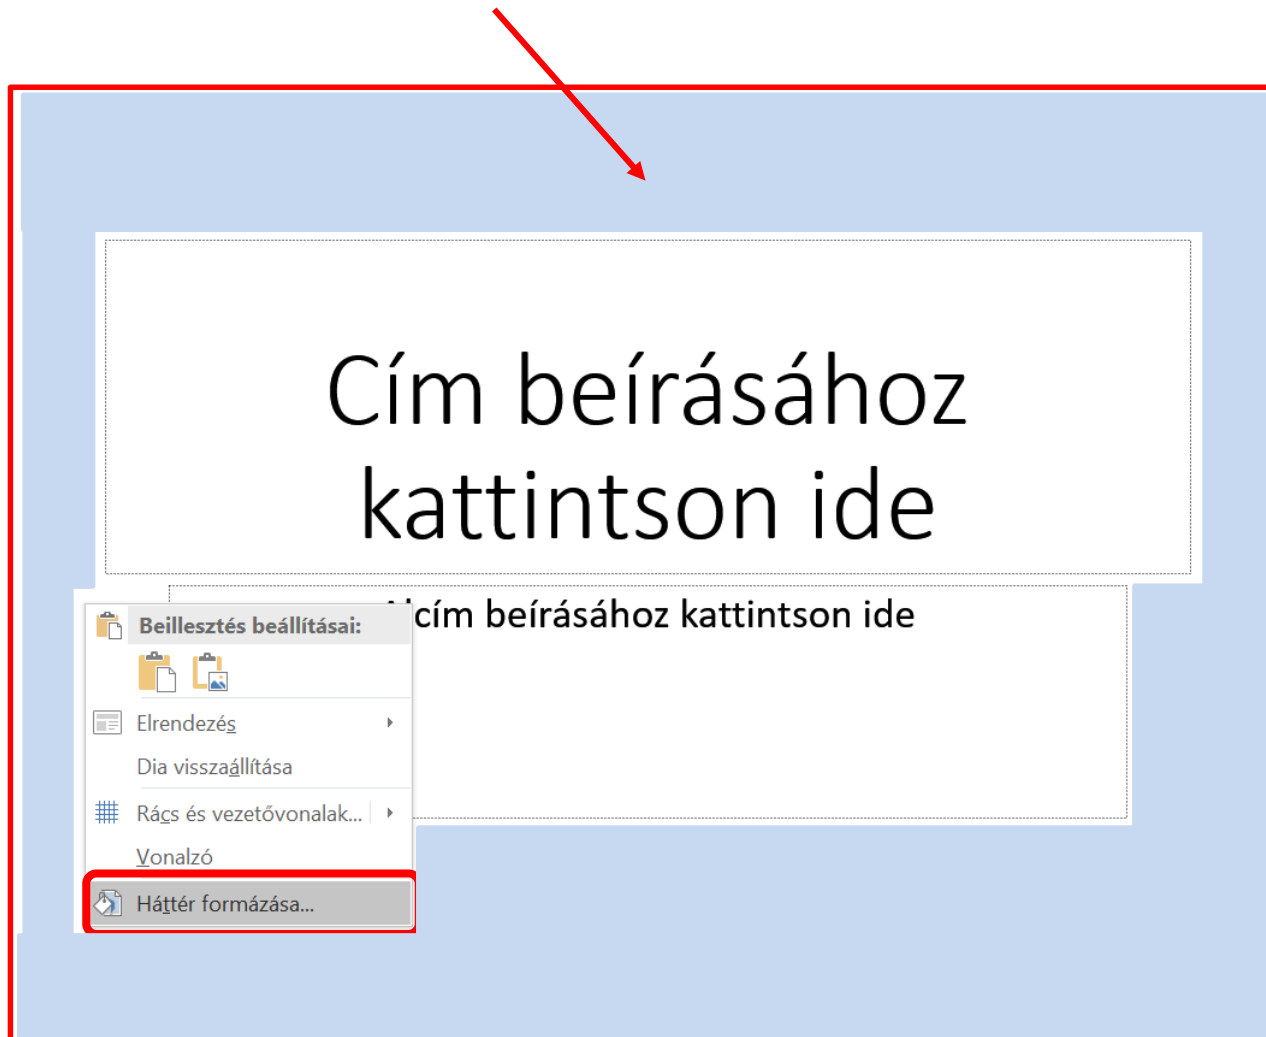 Cím beírásához
kattintson ide
cím beírásához kattintson ide
Beillesztés beállításai:
Elrendezés
Dia visszaállítása
Rács és vezetővonalak...
Vonalzó
Háttér formázása...